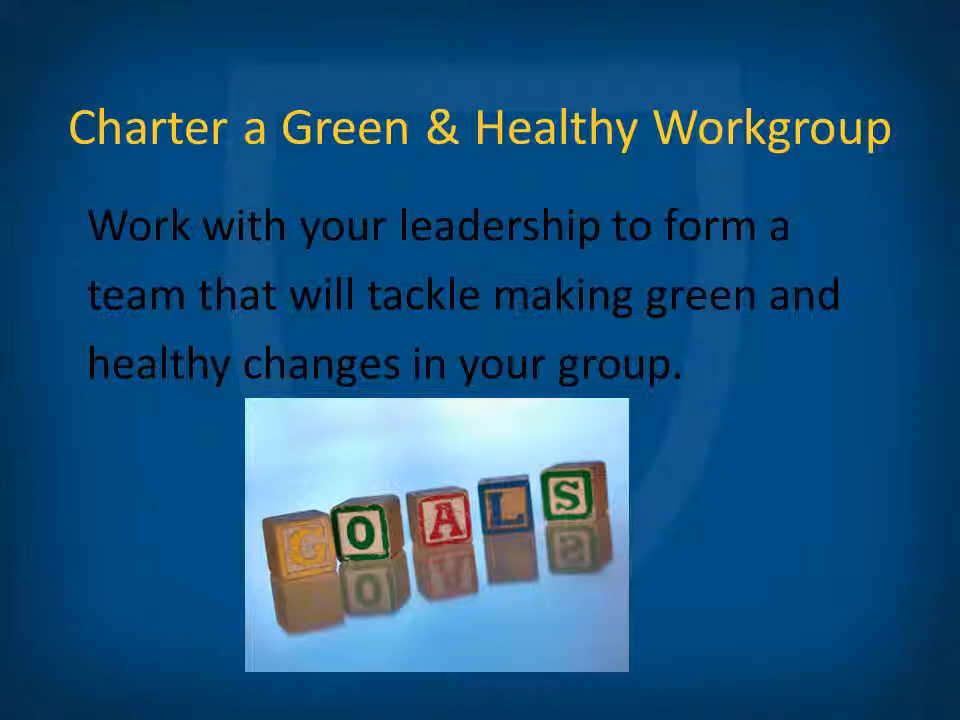 Charter a Green & Healthy Workgroup
Work with your leadership to form a
team that will tackle making green and
healthy changes in your group.
GOALS